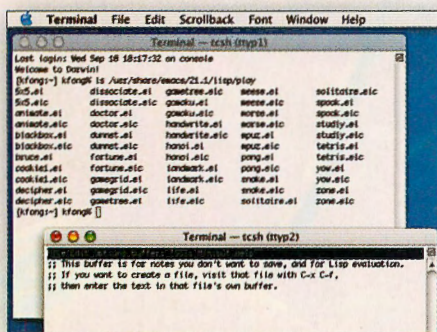 Terminal File Edit Scrollback Font Window Help
Terminal — tcsh (ttyp1)
Last login: Wed Sep 18 18:17:32 on console
Welcome to Darwin!
[kfong:~] kfong% ls /usr/share/emacs/21.1/lisp/play
5x5.el dissociate.el gametree.elc meese.el solitaire.elc
5x5.elc dissociate.elc gomoku.el meese.elc spook.el
animate.el doctor.el gomoku.elc morse.el spook.elc
animate.elc doctor.elc handwrite.el morse.elc studly.el
blackbox.el dunnet.el handwrite.elc mpuz.el studly.elc
blackbox.elc dunnet.elc hanoi.el mpuz.elc tetris.el
bruce.el fortune.el hanoi.elc pong.el tetris.elc
cookie1.el fortune.elc landmark.el pong.elc yow.el
cookie1.elc gamegrid.el landmark.elc snake.el yow.elc
decipher.el gamegrid.elc life.el snake.elc zone.el
decipher.elc gametree.el life.elc solitaire.el zone.elc
[kfong:~] kfong%
Terminal — tcsh (ttyp2)
;; This buffer is for notes you don't want to save, and for Lisp evaluation.
;; If you want to create a file, visit that file with C-x C-f,
;; then enter the text in that file's own buffer.